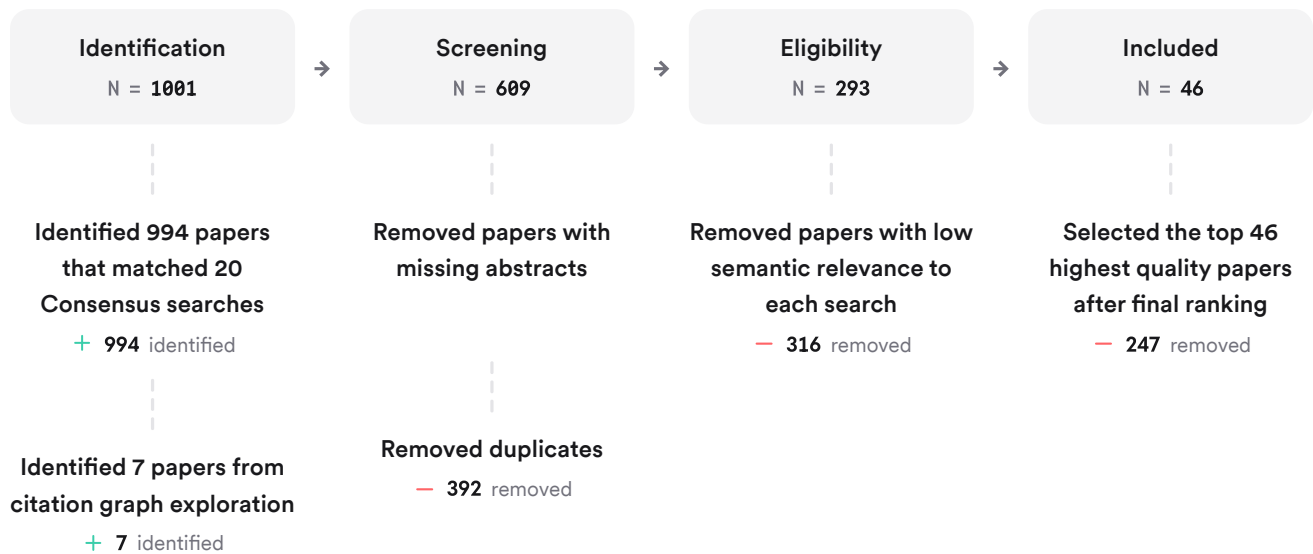 Identification
N = 1001
Identified 994 papers
that matched 20
Consensus searches
+ 994 identified
Identified 7 papers from
citation graph exploration
+ 7 identified
Screening
N = 609
Removed papers with
missing abstracts
Removed duplicates
− 392 removed
Eligibility
N = 293
Removed papers with low
semantic relevance to
each search
− 316 removed
Included
N = 46
Selected the top 46
highest quality papers
after final ranking
− 247 removed